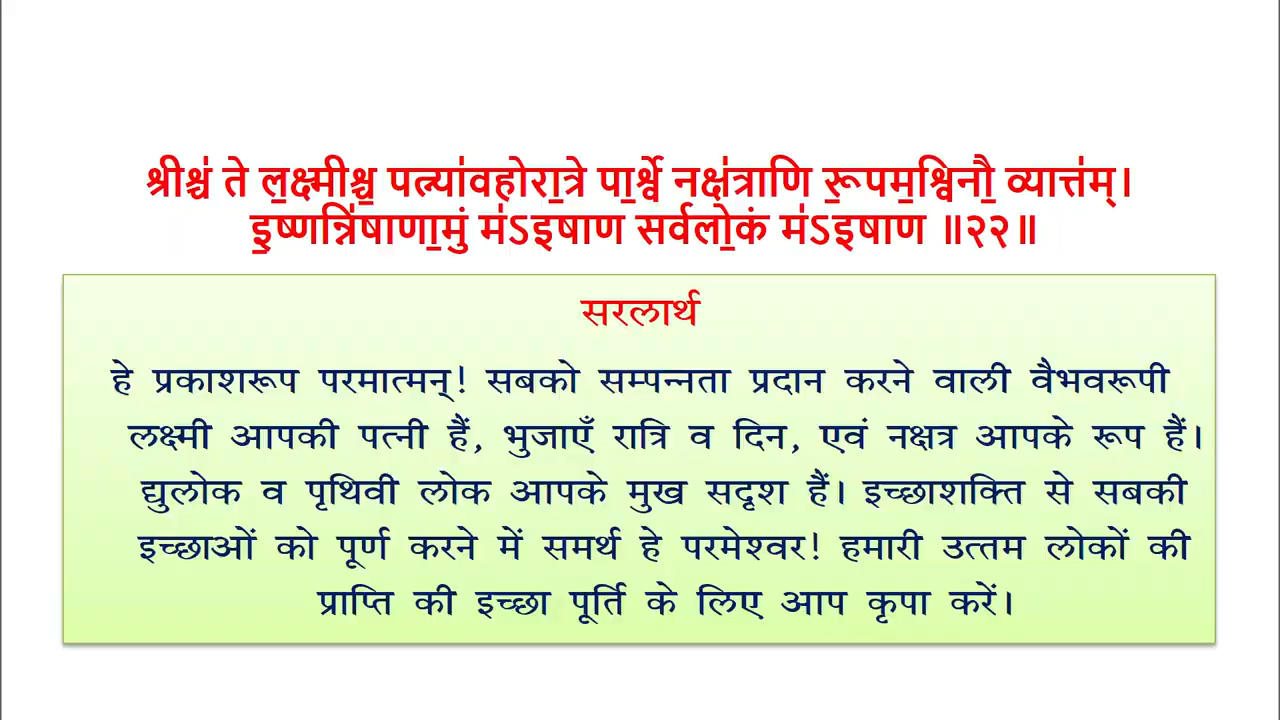 श्रीश्च॑ ते ल॒क्ष्मीश्च॒ पत्न्या॑वहोरा॒त्रे पा॒र्श्वे नक्ष॑त्राणि रू॒पम॒श्विनौ॒ व्यात्त॑म्।
इ॒ष्णन्नि॑षाणा॒मुं म॑ऽइषाण सर्वलो॒कं म॑ऽइषाण ॥२२॥
सरलार्थ
हे प्रकाशरूप परमात्मन्! सबको सम्पन्नता प्रदान करने वाली वैभवरूपी
लक्ष्मी आपकी पत्नी हैं, भुजाएँ रात्रि व दिन, एवं नक्षत्र आपके रूप हैं।
द्युलोक व पृथिवी लोक आपके मुख सदृश हैं। इच्छाशक्ति से सबकी
इच्छाओं को पूर्ण करने में समर्थ हे परमेश्वर! हमारी उत्तम लोकों की
प्राप्ति की इच्छा पूर्ति के लिए आप कृपा करें।